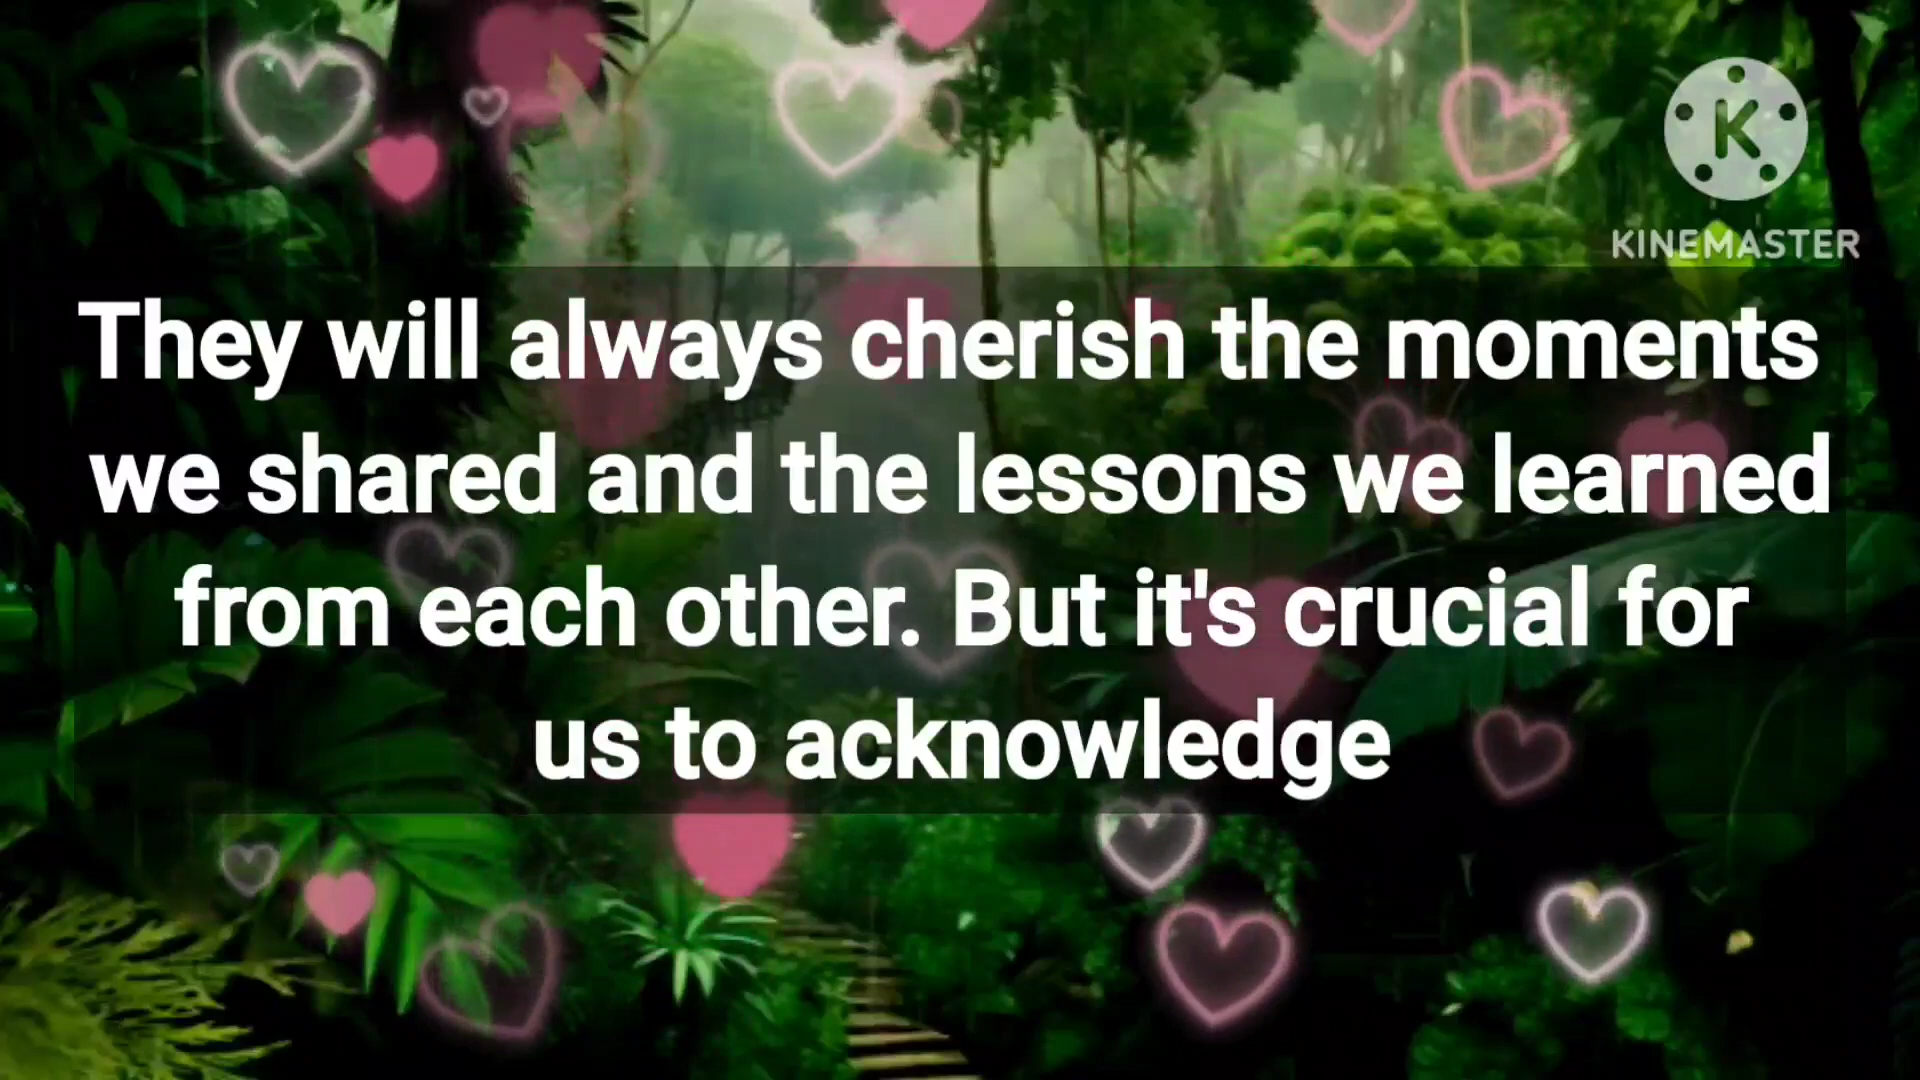 K
KINEMASTER
They will always cherish the moments
we shared and the lessons we learned
from each other. But it's crucial for
us to acknowledge